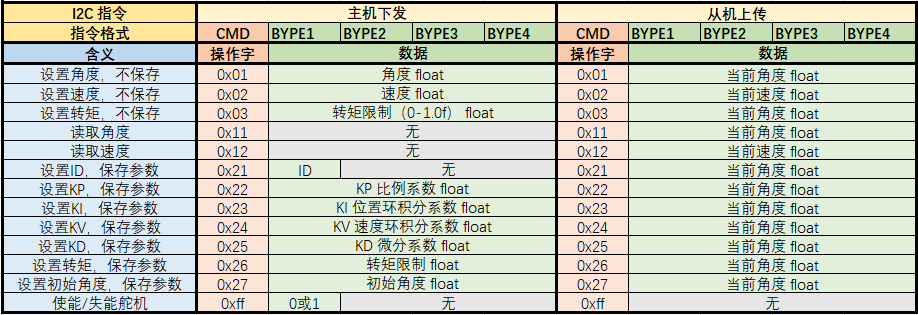 I2C 指令 主机下发 从机上传
指令格式 CMD BYPE1 BYPE2 BYPE3 BYPE4 CMD BYPE1 BYPE2 BYPE3 BYPE4
含义 操作字 数据 操作字 数据
设置角度，不保存 0x01 角度 float 0x01 当前角度 float
设置速度，不保存 0x02 速度 float 0x02 当前速度 float
设置转矩，不保存 0x03 转矩限制（0-1.0f） float 0x03 当前角度 float
读取角度 0x11 无 0x11 当前角度 float
读取速度 0x12 无 0x12 当前速度 float
设置ID，保存参数 0x21 ID 无 0x21 当前角度 float
设置KP，保存参数 0x22 KP 比例系数 float 0x22 当前角度 float
设置KI，保存参数 0x23 KI 位置环积分系数 float 0x23 当前角度 float
设置KV，保存参数 0x24 KV 速度环积分系数 float 0x24 当前角度 float
设置KD，保存参数 0x25 KD 微分系数 float 0x25 当前角度 float
设置转矩，保存参数 0x26 转矩限制 float 0x26 当前角度 float
设置初始角度，保存参数 0x27 初始角度 float 0x27 当前角度 float
使能/失能舵机 0xff 0或1 无 0xff 无